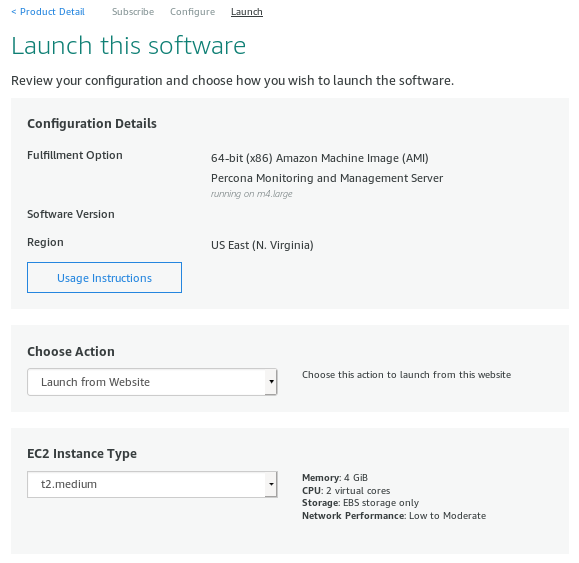 < Product Detail Subscribe Configure Launch
Launch this software
Review your configuration and choose how you wish to launch the software.
Configuration Details
Fulfillment Option 64-bit (x86) Amazon Machine Image (AMI)
Percona Monitoring and Management Server
running on m4.large
Software Version
Region US East (N. Virginia)
Usage Instructions
Choose Action
Launch from Website Choose this action to launch from this website
EC2 Instance Type
t2.medium Memory: 4 GiB
CPU: 2 virtual cores
Storage: EBS storage only
Network Performance: Low to Moderate